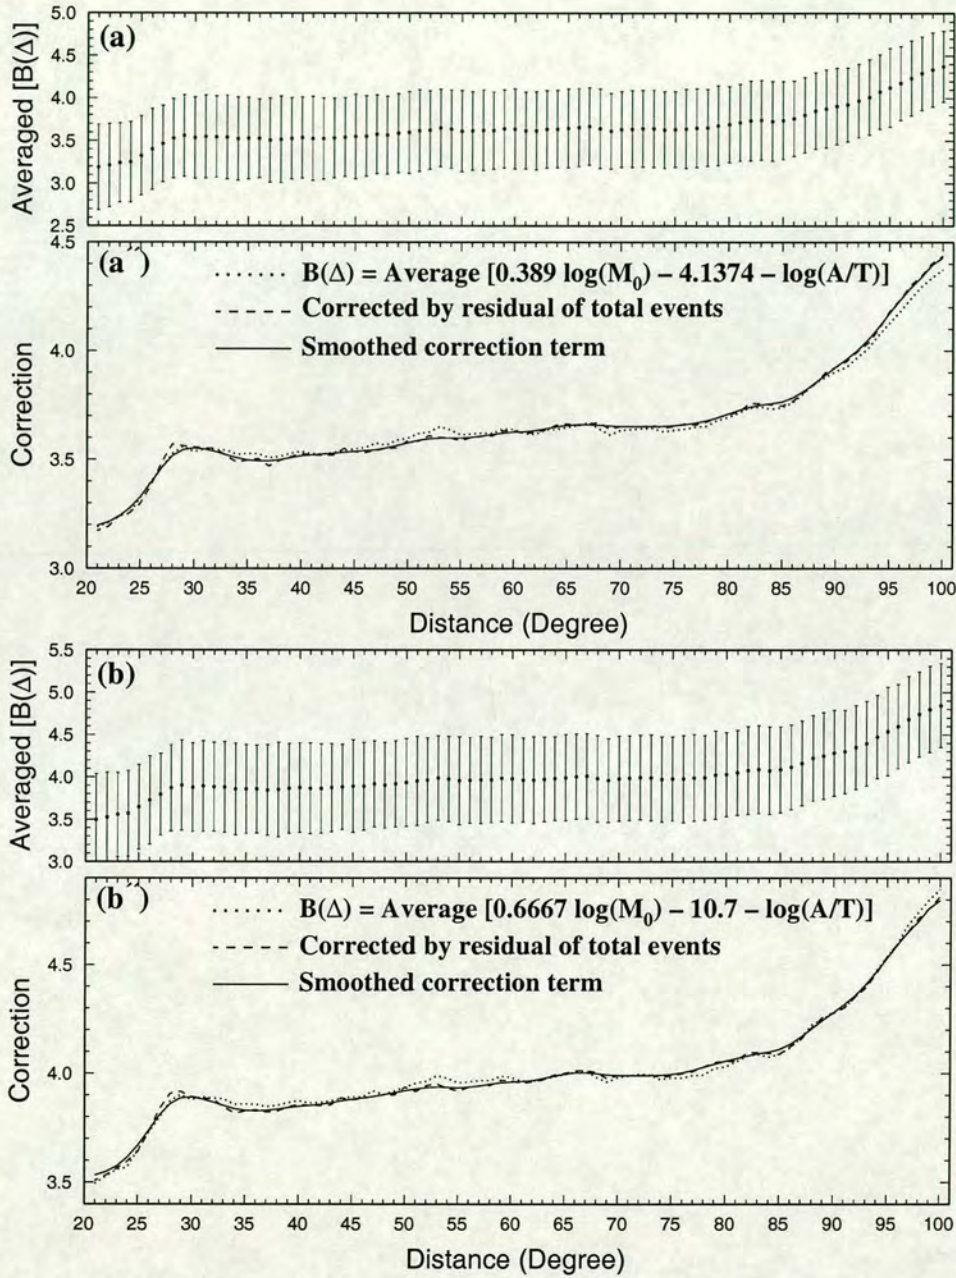 5.0
4.5
4.0
3.5
3.0
2.5
Averaged [B(Δ)]
(a)
4.5
4.0
3.5
3.0
Correction
(a´´)
B(Δ) = Average [0.389 log(M₀) – 4.1374 – log(A/T)]
Corrected by residual of total events
Smoothed correction term
20 25 30 35 40 45 50 55 60 65 70 75 80 85 90 95 100
Distance (Degree)
5.5
5.0
4.5
4.0
3.5
3.0
Averaged [B(Δ)]
(b)
4.5
4.0
3.5
Correction
(b´´)
B(Δ) = Average [0.6667 log(M₀) – 10.7 – log(A/T)]
Corrected by residual of total events
Smoothed correction term
20 25 30 35 40 45 50 55 60 65 70 75 80 85 90 95 100
Distance (Degree)